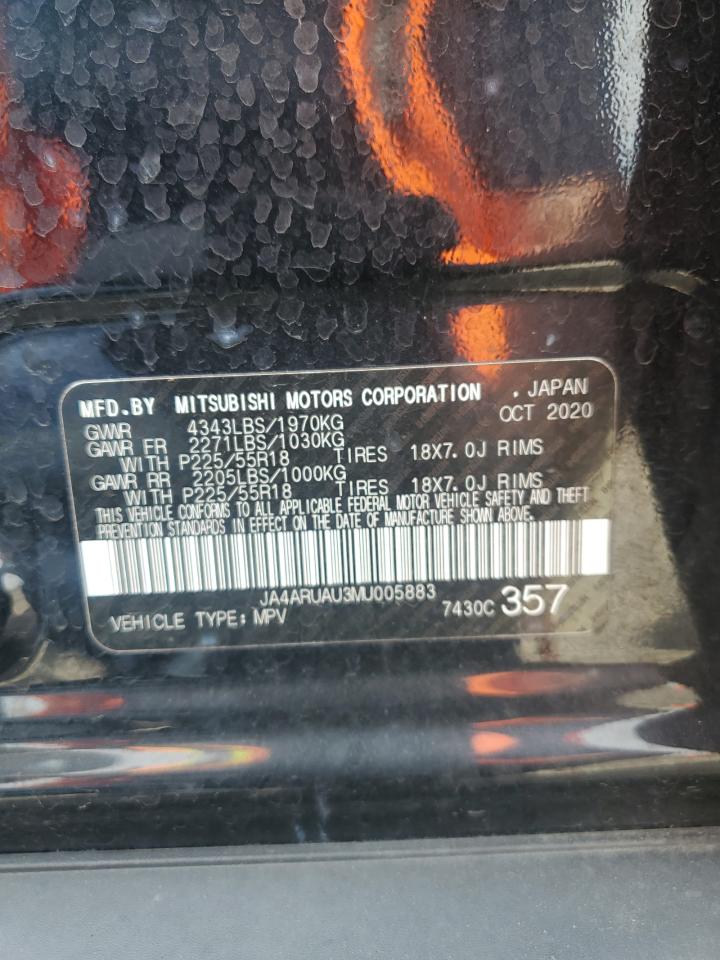 MFD.BY MITSUBISHI MOTORS CORPORATION . JAPAN
GWR 4343LBS/1970KG OCT 2020
GAWR FR 2271LBS/1030KG
WITH P225/55R18 TIRES 18X7.0J RIMS
GAWR RR 2205LBS/1000KG
WITH P225/55R18 TIRES 18X7.0J RIMS
THIS VEHICLE CONFORMS TO ALL APPLICABLE FEDERAL MOTOR VEHICLE SAFETY AND THEFT
PREVENTION STANDARDS IN EFFECT ON THE DATE OF MANUFACTURE SHOWN ABOVE.
JA4ARUAU3MU005883
VEHICLE TYPE: MPV 7430C 357